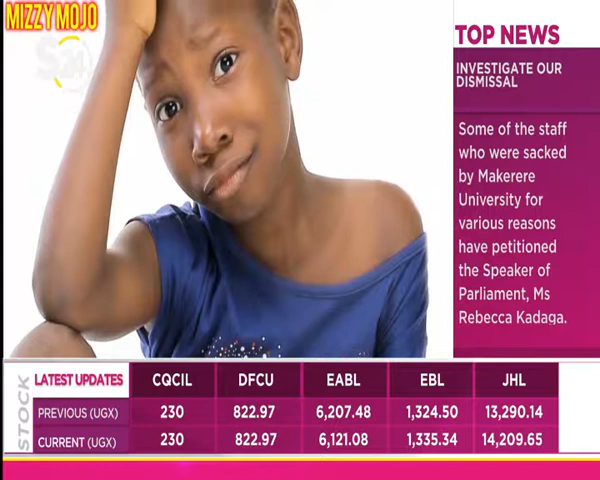 MIZZY MOJO
S24
TOP NEWS
INVESTIGATE OUR
DISMISSAL
Some of the staff
who were sacked
by Makerere
University for
various reasons
have petitioned
the Speaker of
Parliament, Ms
Rebecca Kadaga.
STOCK
LATEST UPDATES CQCIL DFCU EABL EBL JHL
PREVIOUS (UGX) 230 822.97 6,207.48 1,324.50 13,290.14
CURRENT (UGX) 230 822.97 6,121.08 1,335.34 14,209.65